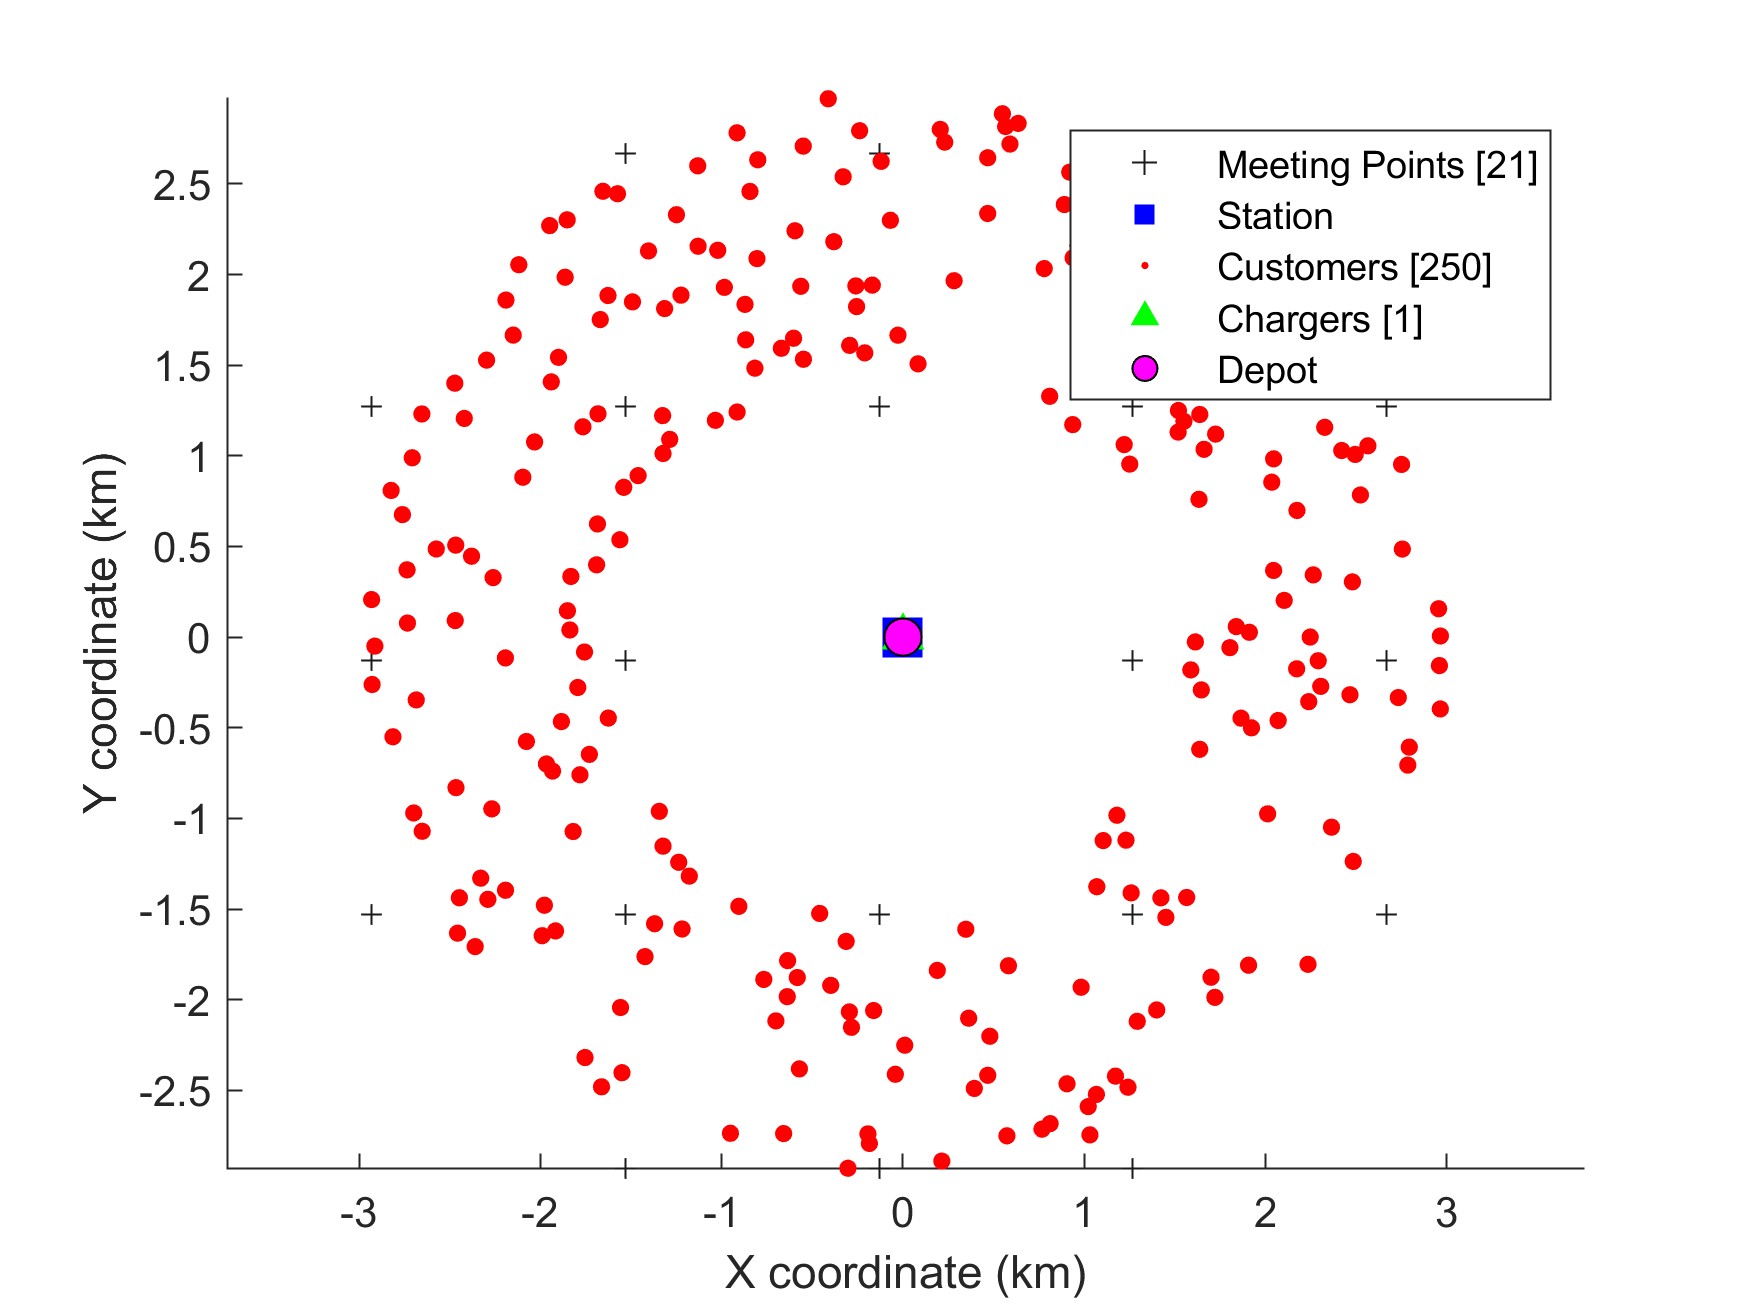 Meeting Points [21]
Station
Customers [250]
Chargers [1]
Depot
2.5
2
1.5
1
0.5
0
-0.5
-1
-1.5
-2
-2.5
Y coordinate (km)
-3 -2 -1 0 1 2 3
X coordinate (km)